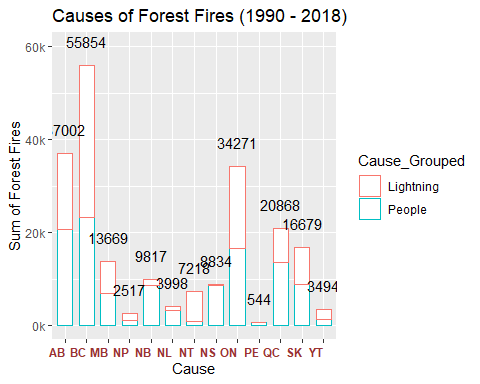 Causes of Forest Fires (1990 - 2018)
60k
40k
20k
0k
Sum of Forest Fires
55854
13669
2517
9817
3998
7218
8834
34271
544
20868
16679
3494
AB BC MB NP NB NL NT NS ON PE QC SK YT
Cause
Cause_Grouped
Lightning
People